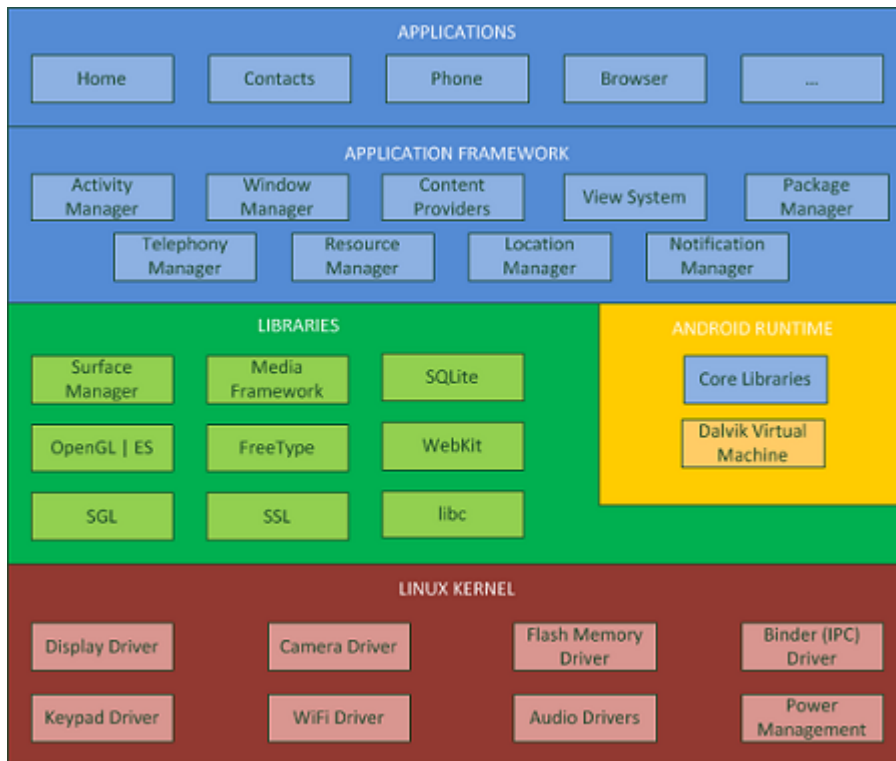 APPLICATIONS
Home
Contacts
Phone
Browser
...
APPLICATION FRAMEWORK
Activity
Manager
Window
Manager
Content
Providers
View System
Package
Manager
Telephony
Manager
Resource
Manager
Location
Manager
Notification
Manager
LIBRARIES
Surface
Manager
Media
Framework
SQLite
OpenGL | ES
FreeType
WebKit
SGL
SSL
libc
ANDROID RUNTIME
Core Libraries
Dalvik Virtual
Machine
LINUX KERNEL
Display Driver
Camera Driver
Flash Memory
Driver
Binder (IPC)
Driver
Keypad Driver
WiFi Driver
Audio Drivers
Power
Management